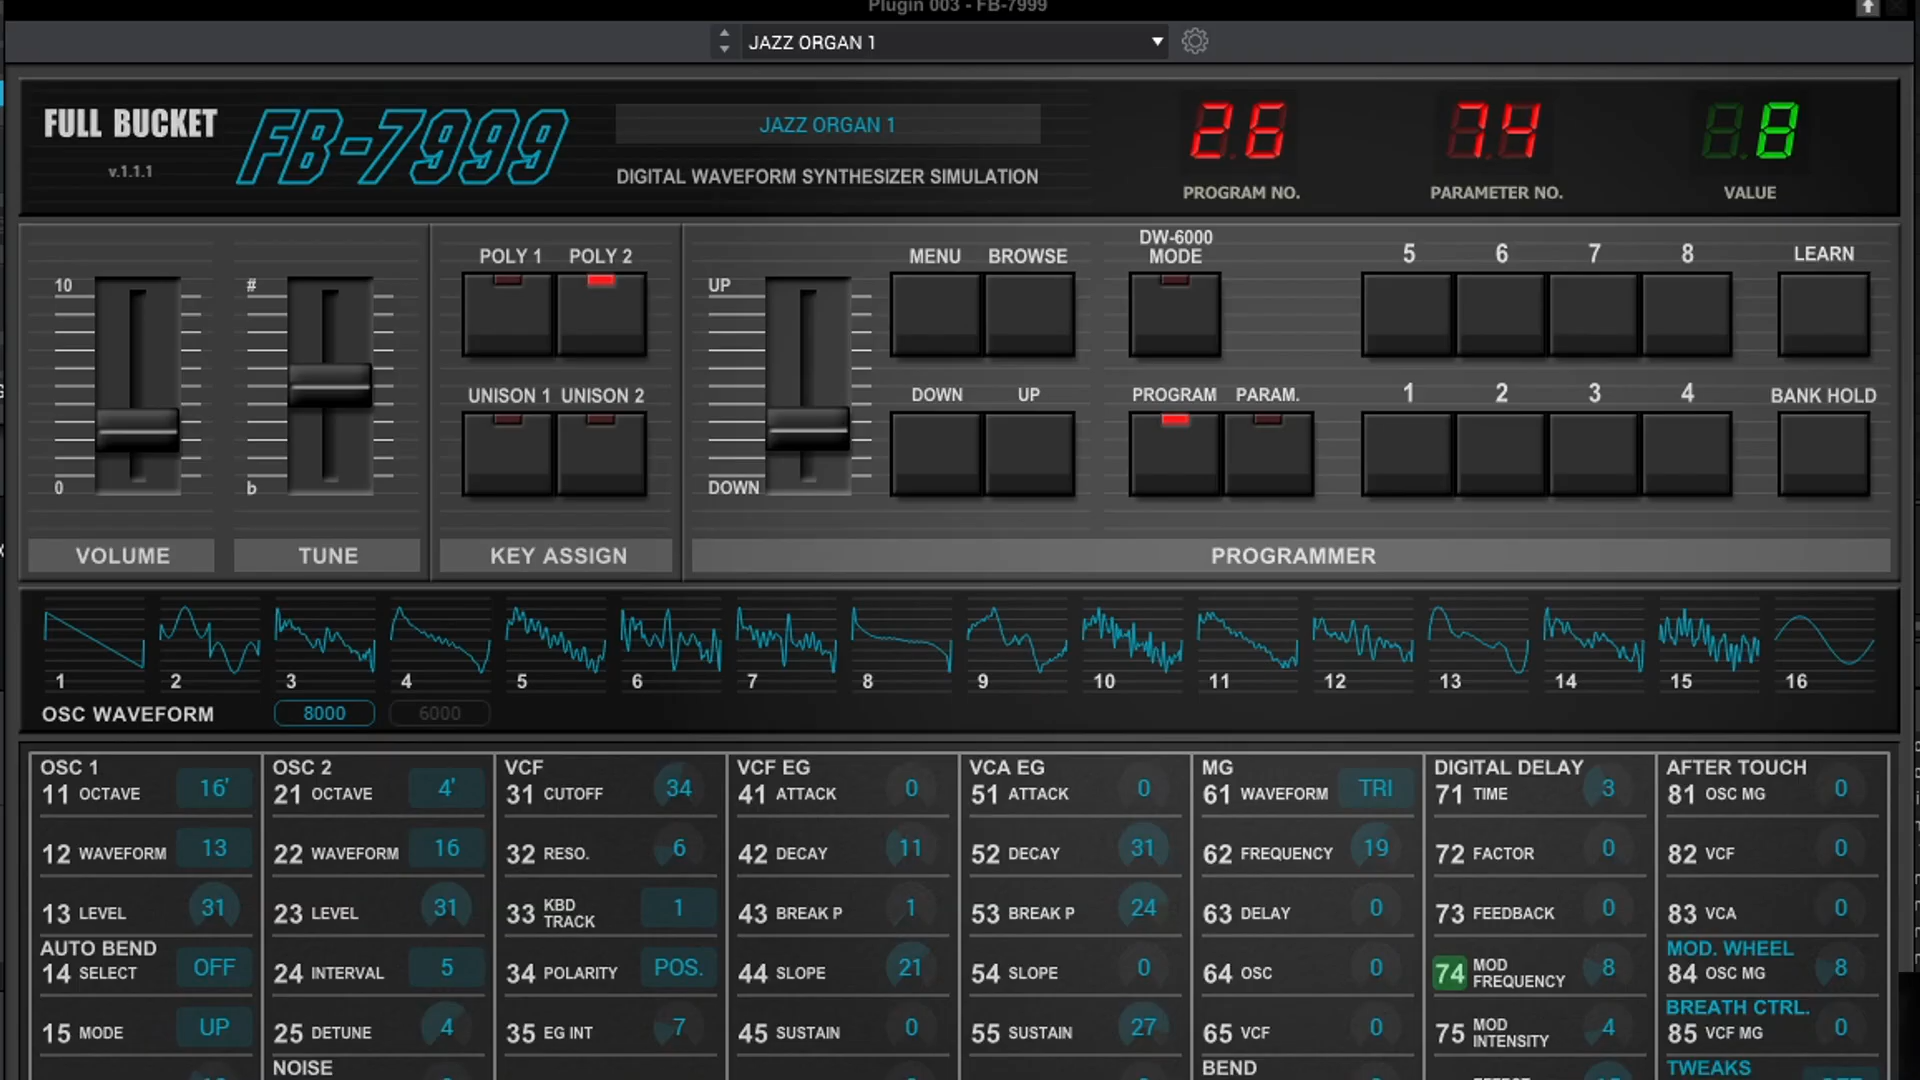 Plugin 003 - FB-7999
JAZZ ORGAN 1
FULL BUCKET
v.1.1.1
FB-7999
JAZZ ORGAN 1
DIGITAL WAVEFORM SYNTHESIZER SIMULATION
26
PROGRAM NO.
74
PARAMETER NO.
8
VALUE
10
0
VOLUME
#
b
TUNE
POLY 1 POLY 2
UNISON 1 UNISON 2
KEY ASSIGN
UP
DOWN
MENU BROWSE
DOWN UP
DW-6000
MODE
PROGRAM PARAM.
5 6 7 8
LEARN
1 2 3 4
BANK HOLD
PROGRAMMER
1 2 3 4 5 6 7 8 9 10 11 12 13 14 15 16
OSC WAVEFORM 8000 6000
OSC 1
11 OCTAVE 16'
12 WAVEFORM 13
13 LEVEL 31
AUTO BEND
14 SELECT OFF
15 MODE UP
OSC 2
21 OCTAVE 4'
22 WAVEFORM 16
23 LEVEL 31
24 INTERVAL 5
25 DETUNE 4
NOISE
VCF
31 CUTOFF 34
32 RESO. 6
33 KBD
TRACK 1
34 POLARITY POS.
35 EG INT 7
VCF EG
41 ATTACK 0
42 DECAY 11
43 BREAK P 1
44 SLOPE 21
45 SUSTAIN 0
VCA EG
51 ATTACK 0
52 DECAY 31
53 BREAK P 24
54 SLOPE 0
55 SUSTAIN 27
MG
61 WAVEFORM TRI
62 FREQUENCY 19
63 DELAY 0
64 OSC 0
65 VCF 0
BEND
DIGITAL DELAY
71 TIME 3
72 FACTOR 0
73 FEEDBACK 0
74 MOD
FREQUENCY 8
75 MOD
INTENSITY 4
AFTER TOUCH
81 OSC MG 0
82 VCF 0
83 VCA 0
MOD. WHEEL
84 OSC MG 8
BREATH CTRL.
85 VCF MG 0
TWEAKS